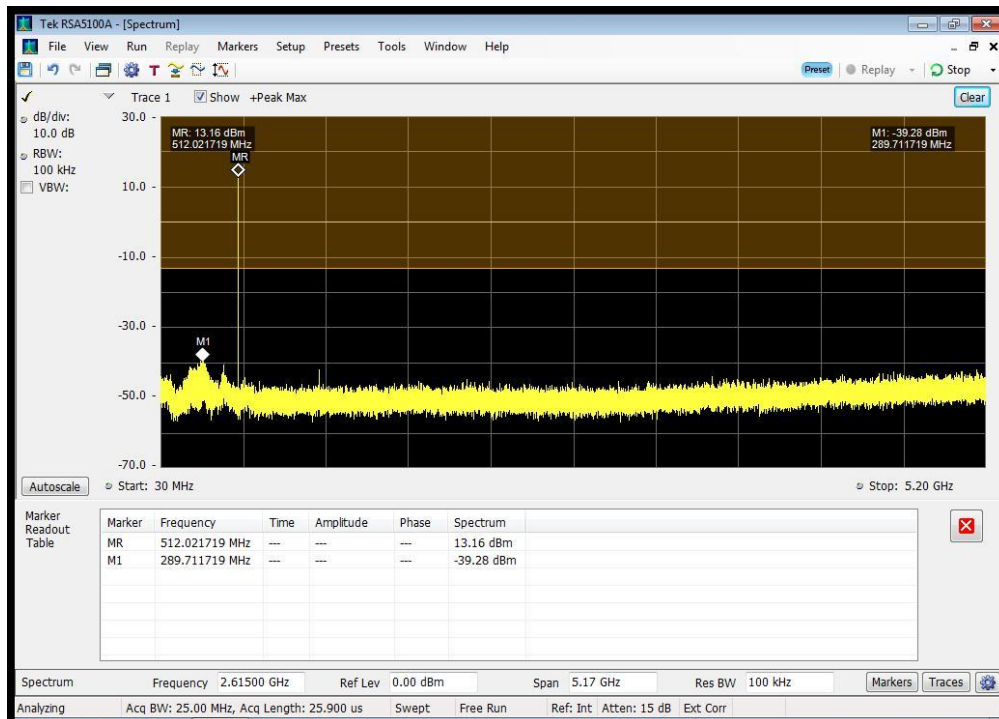 Tek RSA5100A - [Spectrum]
File View Run Replay Markers Setup Presets Tools Window Help
T Preset Replay Stop
Trace 1 Show +Peak Max Clear
dB/div:
10.0 dB
RBW:
100 kHz
VBW:
30.0
10.0
-10.0
-30.0
-50.0
-70.0
MR: 13.16 dBm
512.021719 MHz
MR
M1: -39.28 dBm
289.711719 MHz
M1
Autoscale Start: 30 MHz Stop: 5.20 GHz
Marker
Readout
Table
Marker Frequency Time Amplitude Phase Spectrum
MR 512.021719 MHz --- --- --- 13.16 dBm
M1 289.711719 MHz --- --- --- -39.28 dBm
Spectrum Frequency 2.61500 GHz Ref Lev 0.00 dBm Span 5.17 GHz Res BW 100 kHz Markers Traces
Analyzing Acq BW: 25.00 MHz, Acq Length: 25.900 us Swept Free Run Ref: Int Atten: 15 dB Ext Corr